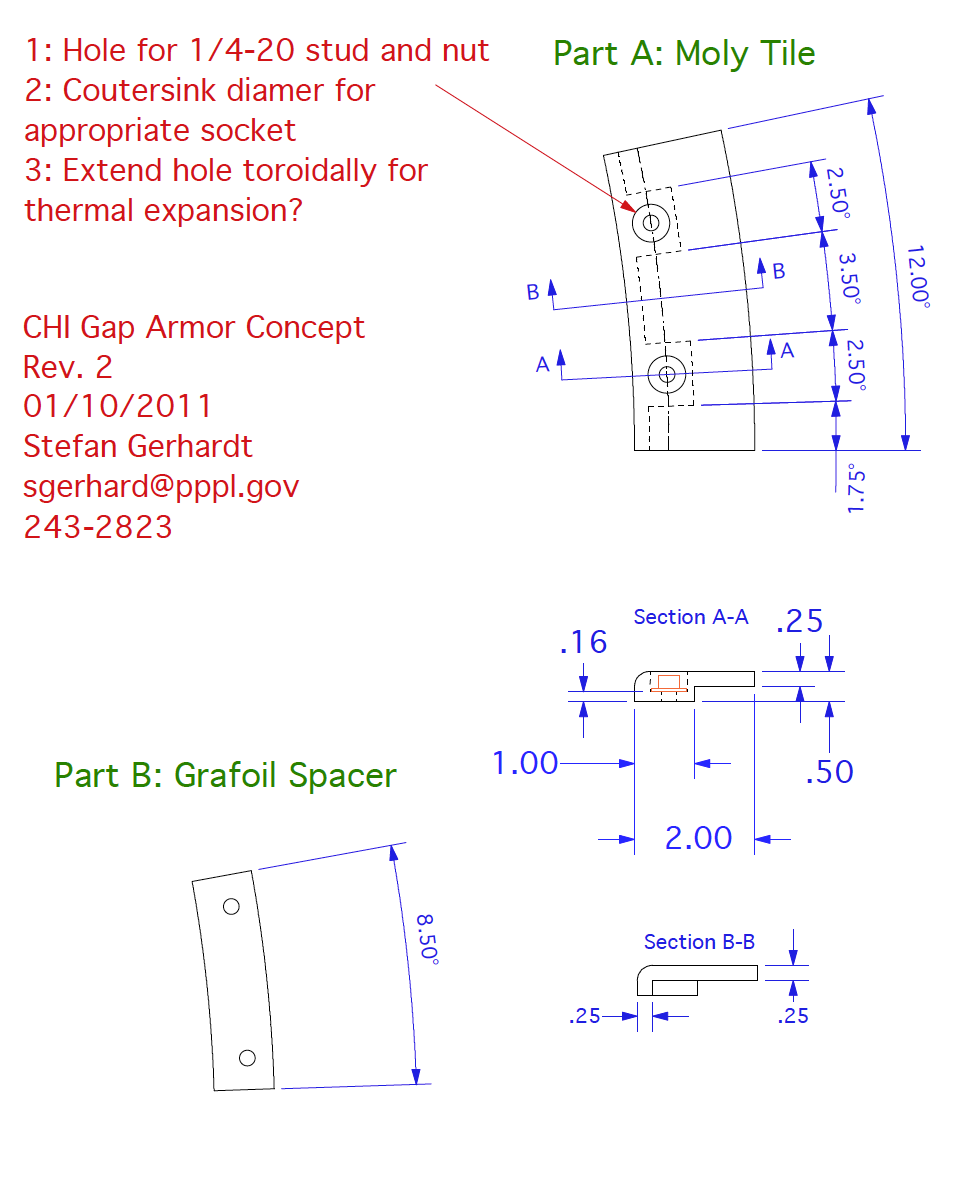 1: Hole for 1/4-20 stud and nut
2: Coutersink diamer for
appropriate socket
3: Extend hole toroidally for
thermal expansion?
Part A: Moly Tile
2.50°
12.00°
3.50°
B
B
A
A
2.50°
1.75°
CHI Gap Armor Concept
Rev. 2
01/10/2011
Stefan Gerhardt
sgerhard@pppl.gov
243-2823
Section A-A
.25
.16
1.00
.50
2.00
Part B: Grafoil Spacer
8.50°
Section B-B
.25
.25